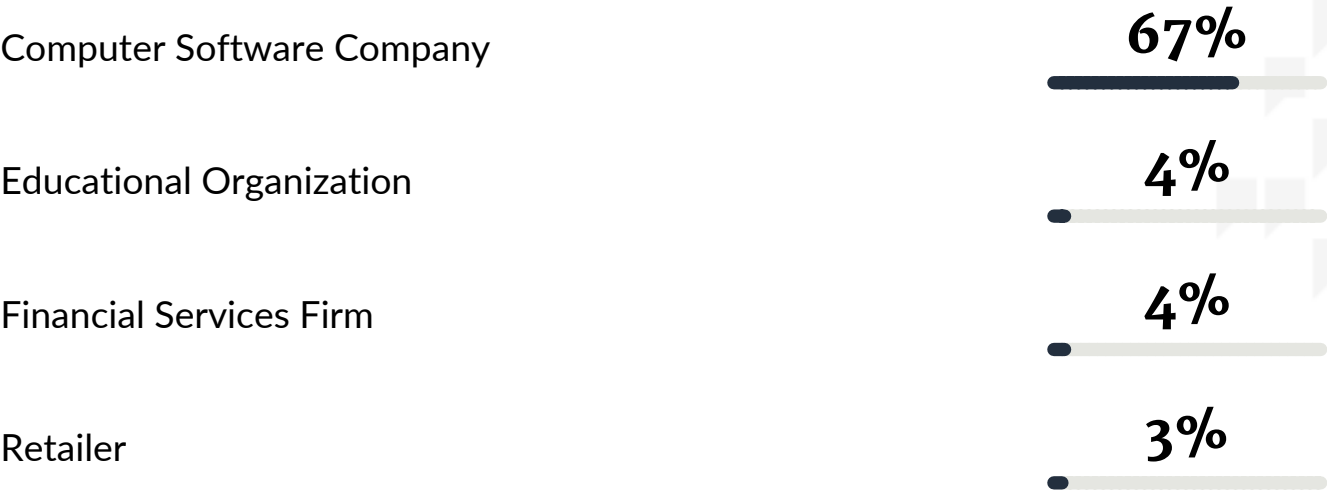 Computer Software Company 67%
Educational Organization 4%
Financial Services Firm 4%
Retailer 3%